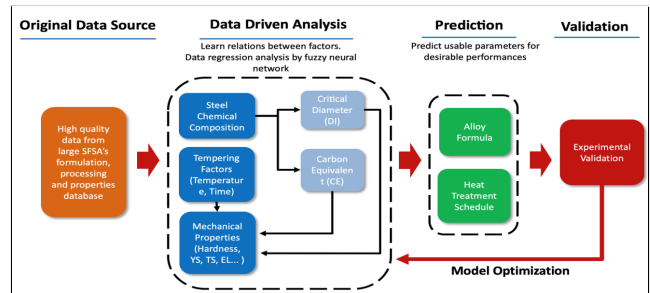 Original Data Source
Data Driven Analysis
Prediction
Validation
Learn relations between factors.
Data regression analysis by fuzzy neural
network
Predict usable parameters for
desirable performances
High quality
data from
large SFSA's
formulation,
processing
and properties
database
Steel
Chemical
Composition
Critical
Diameter
(DI)
Tempering
Factors
(Temperatur
e, Time)
Carbon
Equivalen
t (CE)
Mechanical
Properties
(Hardness,
YS, TS, EL... )
Alloy
Formula
Heat
Treatment
Schedule
Experimental
Validation
Model Optimization